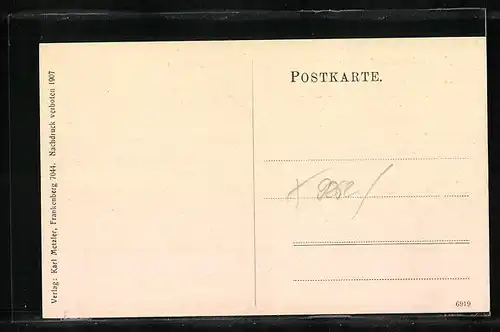 POSTKARTE.
Verlag: Karl Metzler, Frankenberg 7044. Nachdruck verboten 1907
6919